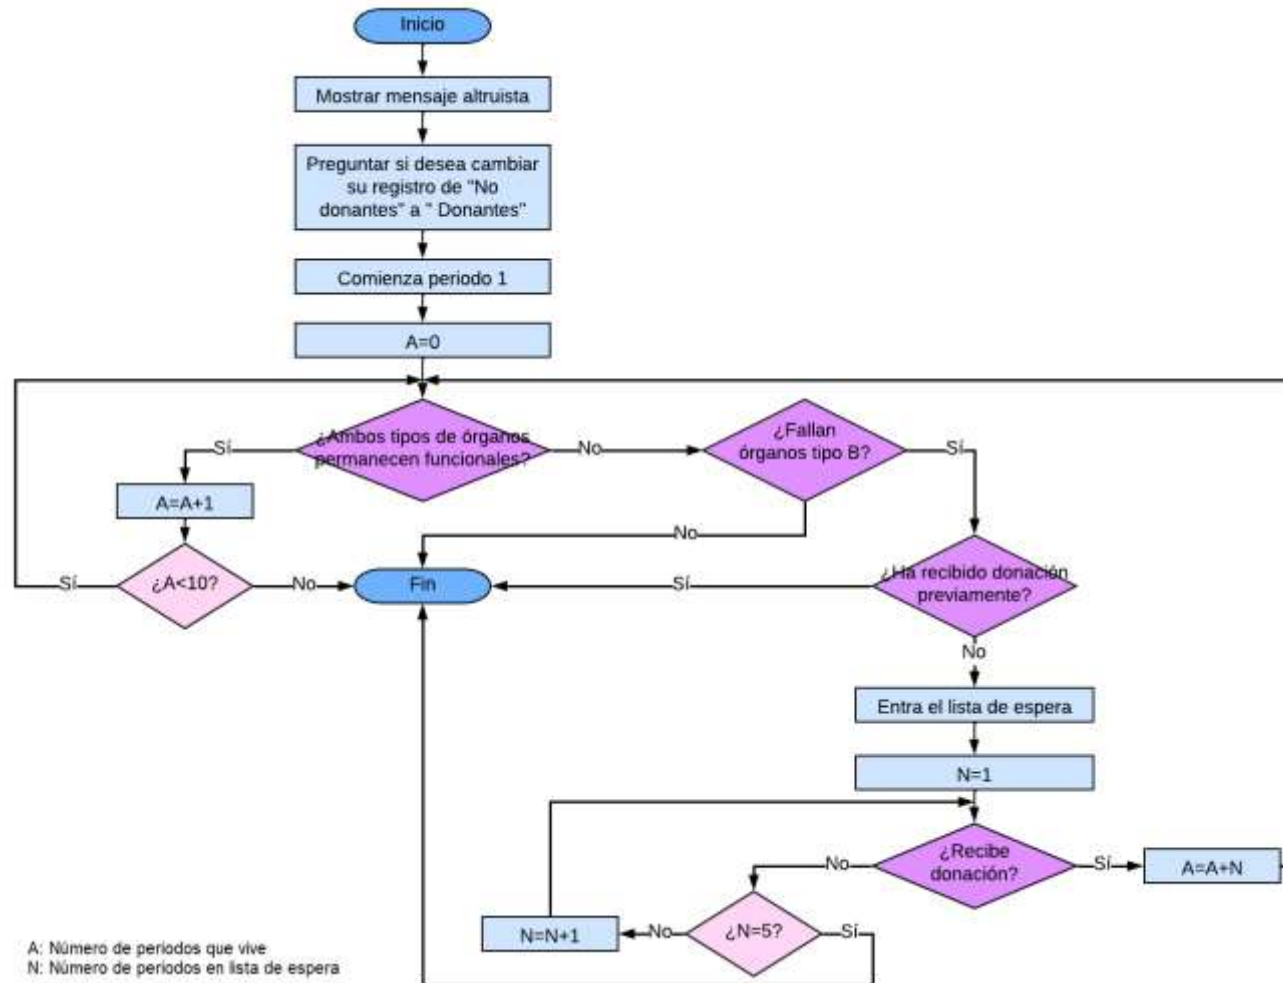 Inicio
Mostrar mensaje altruista
Preguntar si desea cambiar
su registro de "No
donantes" a " Donantes"
Comienza periodo 1
A=0
¿Ambos tipos de órganos
permanecen funcionales?
Sí
No
¿Fallan
órganos tipo B?
Sí
No
A=A+1
¿A<10?
Sí
No
Fin
Sí
¿Ha recibido donación
previamente?
No
Entra el lista de espera
N=1
¿Recibe
donación?
No
Sí
A=A+N
¿N=5?
No
Sí
N=N+1
A: Número de periodos que vive
N: Número de periodos en lista de espera